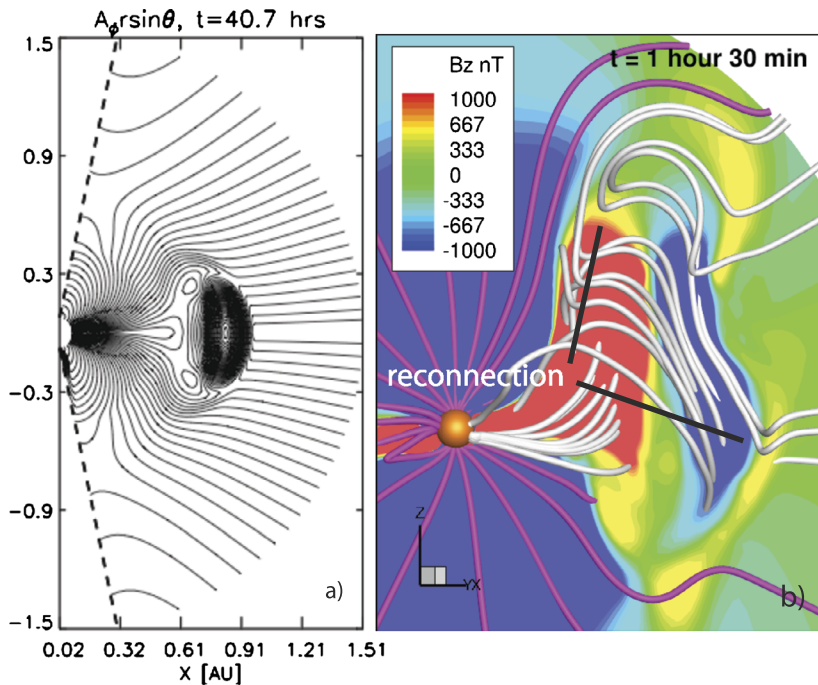 A_ϕrsinθ, t=40.7 hrs
1.5
0.9
0.3
-0.3
-0.9
-1.5
0.02 0.32 0.61 0.91 1.21 1.51
X [AU]
a)
t = 1 hour 30 min
Bz nT
1000
667
333
0
-333
-667
-1000
reconnection
Z
YX
b)